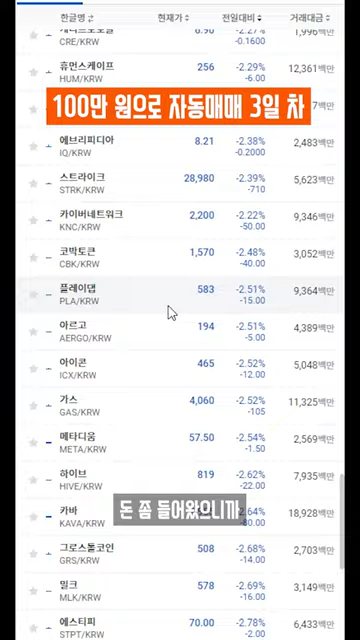 한글명 현재가 전일대비 거래대금
CRE/KRW 6.90 -2.27% -0.1600 1,996백만
휴먼스케이프 256 -2.29% 12,361백만
HUM/KRW -6.00
100만 원으로 자동매매 3일 차
에브리피디아 8.21 -2.38% 2,483백만
IQ/KRW -0.2000
스트라이크 28,980 -2.39% 5,623백만
STRK/KRW -710
카이버네트워크 2,200 -2.22% 9,346백만
KNC/KRW -50.00
코박토큰 1,570 -2.48% 3,052백만
CBK/KRW -40.00
플레이댑 583 -2.51% 9,364백만
PLA/KRW -15.00
아르고 194 -2.51% 4,389백만
AERGO/KRW -5.00
아이콘 465 -2.52% 5,048백만
ICX/KRW -12.00
가스 4,060 -2.52% 11,325백만
GAS/KRW -105
메타디움 57.50 -2.54% 2,569백만
META/KRW -1.50
하이브 819 -2.62% 7,935백만
HIVE/KRW -22.00
돈 좀 들어왔으니까
카바 18,928백만
KAVA/KRW
그로스톨코인 508 -2.68% 2,703백만
GRS/KRW -14.00
밀크 578 -2.69% 3,149백만
MLK/KRW -16.00
에스티피 70.00 -2.78% 6,433백만
STPT/KRW -2.00